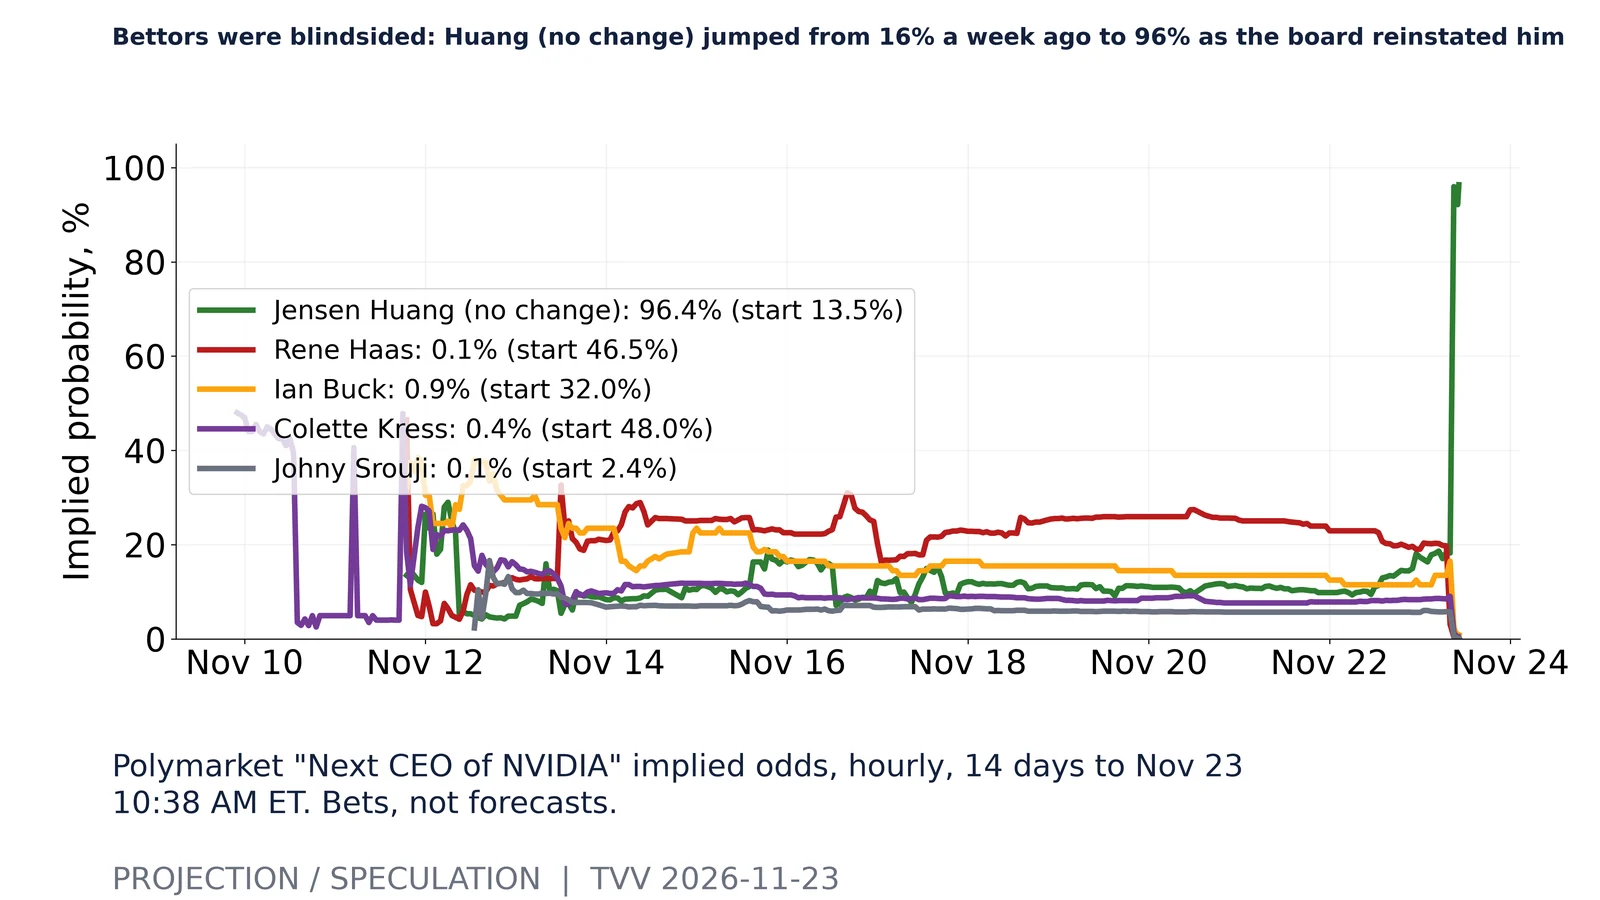 Bettors were blindsided: Huang (no change) jumped from 16% a week ago to 96% as the board reinstated him
Implied probability, %
100
80
60
40
20
0
Jensen Huang (no change): 96.4% (start 13.5%)
Rene Haas: 0.1% (start 46.5%)
Ian Buck: 0.9% (start 32.0%)
Colette Kress: 0.4% (start 48.0%)
Johny Srouji: 0.1% (start 2.4%)
Nov 10 Nov 12 Nov 14 Nov 16 Nov 18 Nov 20 Nov 22 Nov 24
Polymarket "Next CEO of NVIDIA" implied odds, hourly, 14 days to Nov 23
10:38 AM ET. Bets, not forecasts.
PROJECTION / SPECULATION | TVV 2026-11-23